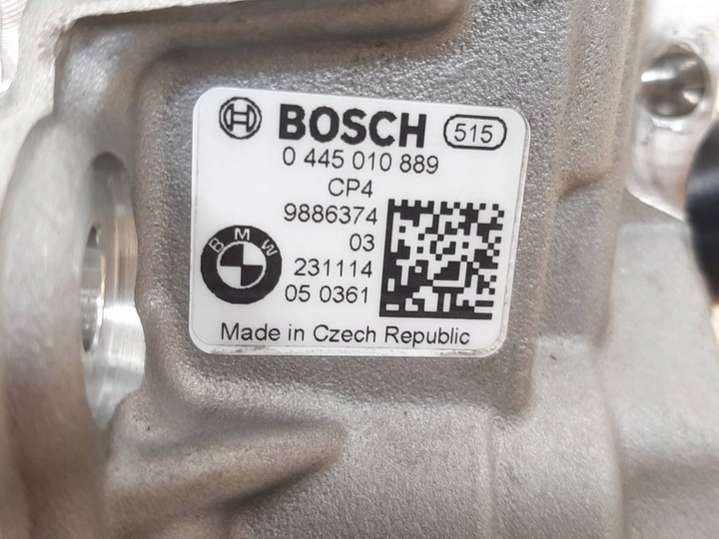 BOSCH 515
0 445 010 889
CP4
9886374
03
BMW
231114
05 0361
Made in Czech Republic